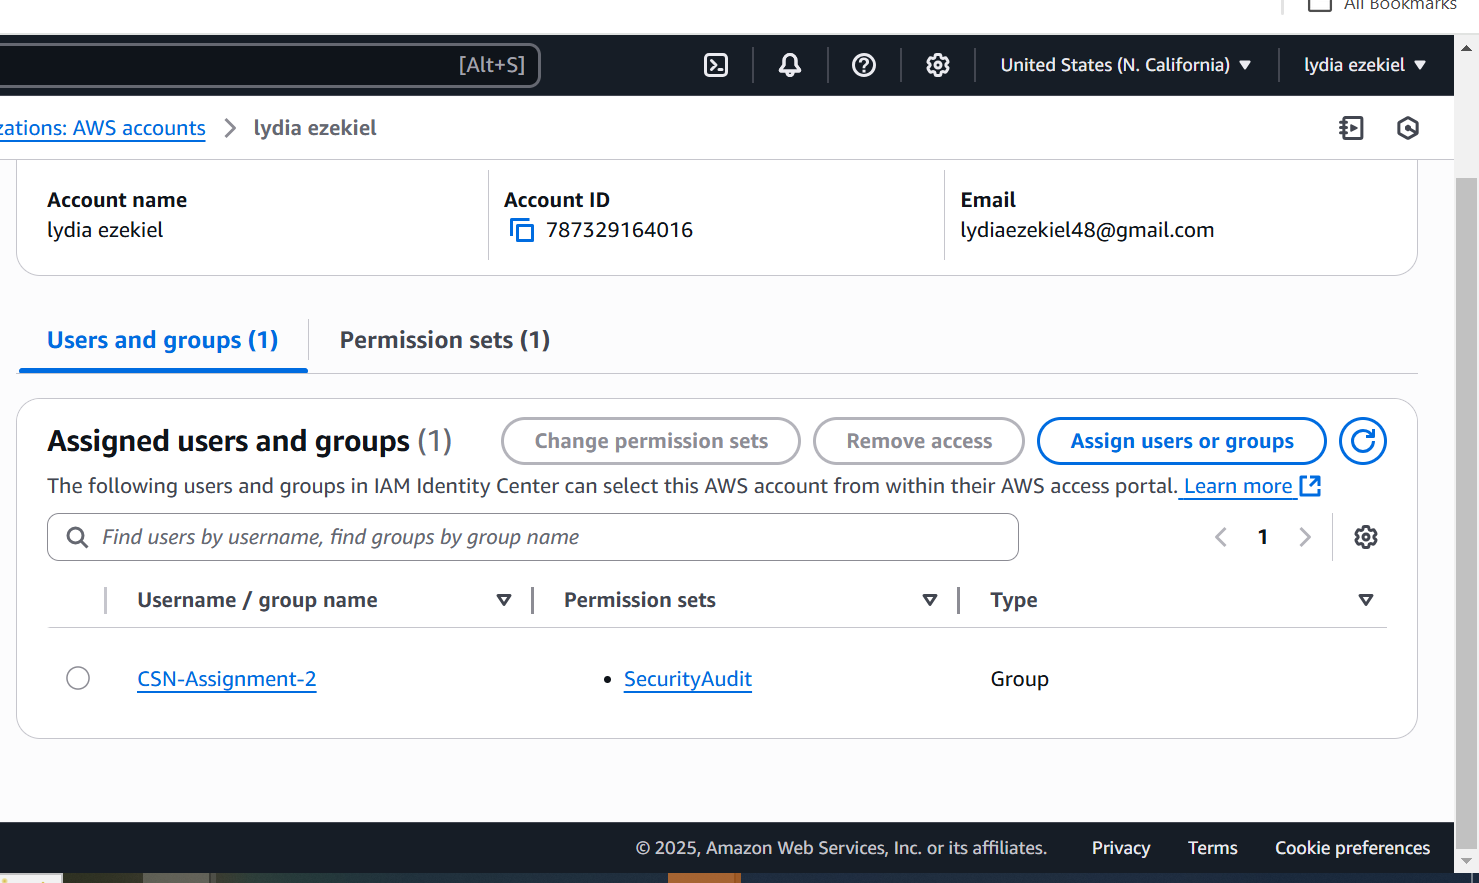 All Bookmarks
[Alt+S]
United States (N. California)
lydia ezekiel
zations: AWS accounts
lydia ezekiel
Account name
lydia ezekiel
Account ID
787329164016
Email
lydiaezekiel48@gmail.com
Users and groups (1)
Permission sets (1)
Assigned users and groups (1)
Change permission sets
Remove access
Assign users or groups
The following users and groups in IAM Identity Center can select this AWS account from within their AWS access portal. Learn more
Find users by username, find groups by group name
1
Username / group name
Permission sets
Type
CSN-Assignment-2
• SecurityAudit
Group
© 2025, Amazon Web Services, Inc. or its affiliates.
Privacy
Terms
Cookie preferences